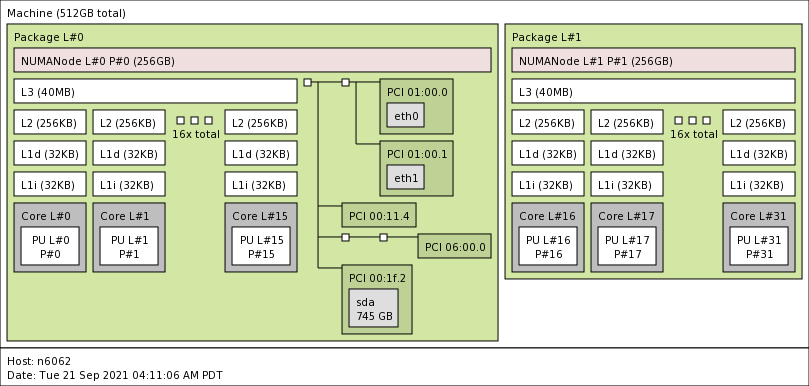 Machine (512GB total)
Package L#0
NUMANode L#0 P#0 (256GB)
L3 (40MB)
L2 (256KB) L2 (256KB) L2 (256KB)
16x total
L1d (32KB) L1d (32KB) L1d (32KB)
L1i (32KB) L1i (32KB) L1i (32KB)
Core L#0 Core L#1 Core L#15
PU L#0 PU L#1 PU L#15
P#0 P#1 P#15
PCI 01:00.0
eth0
PCI 01:00.1
eth1
PCI 00:11.4
PCI 06:00.0
PCI 00:1f.2
sda
745 GB
Package L#1
NUMANode L#1 P#1 (256GB)
L3 (40MB)
L2 (256KB) L2 (256KB) L2 (256KB)
16x total
L1d (32KB) L1d (32KB) L1d (32KB)
L1i (32KB) L1i (32KB) L1i (32KB)
Core L#16 Core L#17 Core L#31
PU L#16 PU L#17 PU L#31
P#16 P#17 P#31
Host: n6062
Date: Tue 21 Sep 2021 04:11:06 AM PDT